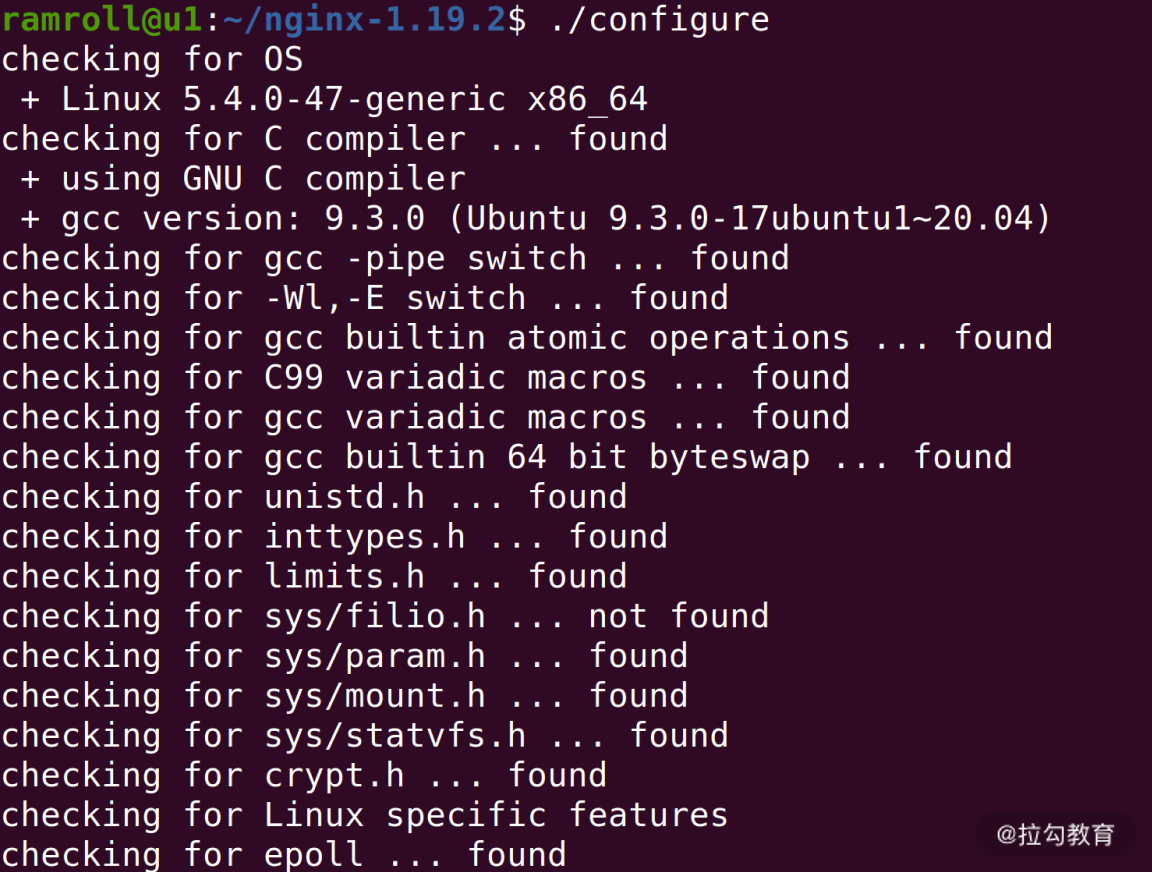 ramroll@u1:~/nginx-1.19.2$ ./configure
checking for OS
 + Linux 5.4.0-47-generic x86_64
checking for C compiler ... found
 + using GNU C compiler
 + gcc version: 9.3.0 (Ubuntu 9.3.0-17ubuntu1~20.04)
checking for gcc -pipe switch ... found
checking for -Wl,-E switch ... found
checking for gcc builtin atomic operations ... found
checking for C99 variadic macros ... found
checking for gcc variadic macros ... found
checking for gcc builtin 64 bit byteswap ... found
checking for unistd.h ... found
checking for inttypes.h ... found
checking for limits.h ... found
checking for sys/filio.h ... not found
checking for sys/param.h ... found
checking for sys/mount.h ... found
checking for sys/statvfs.h ... found
checking for crypt.h ... found
checking for Linux specific features
checking for epoll ... found
@拉勾教育